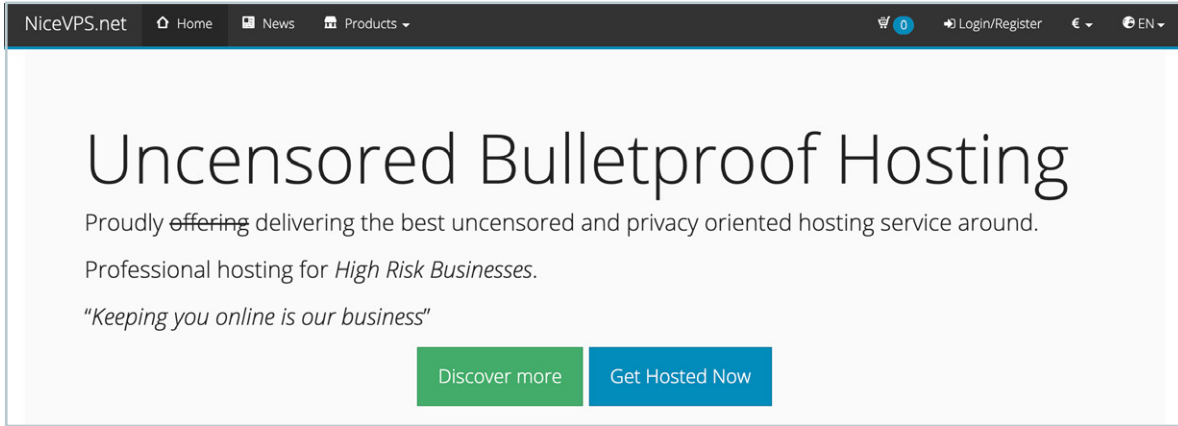 NiceVPS.net Home News Products 0 Login/Register € EN
Uncensored Bulletproof Hosting
Proudly offering delivering the best uncensored and privacy oriented hosting service around.
Professional hosting for High Risk Businesses.
“Keeping you online is our business”
Discover more Get Hosted Now